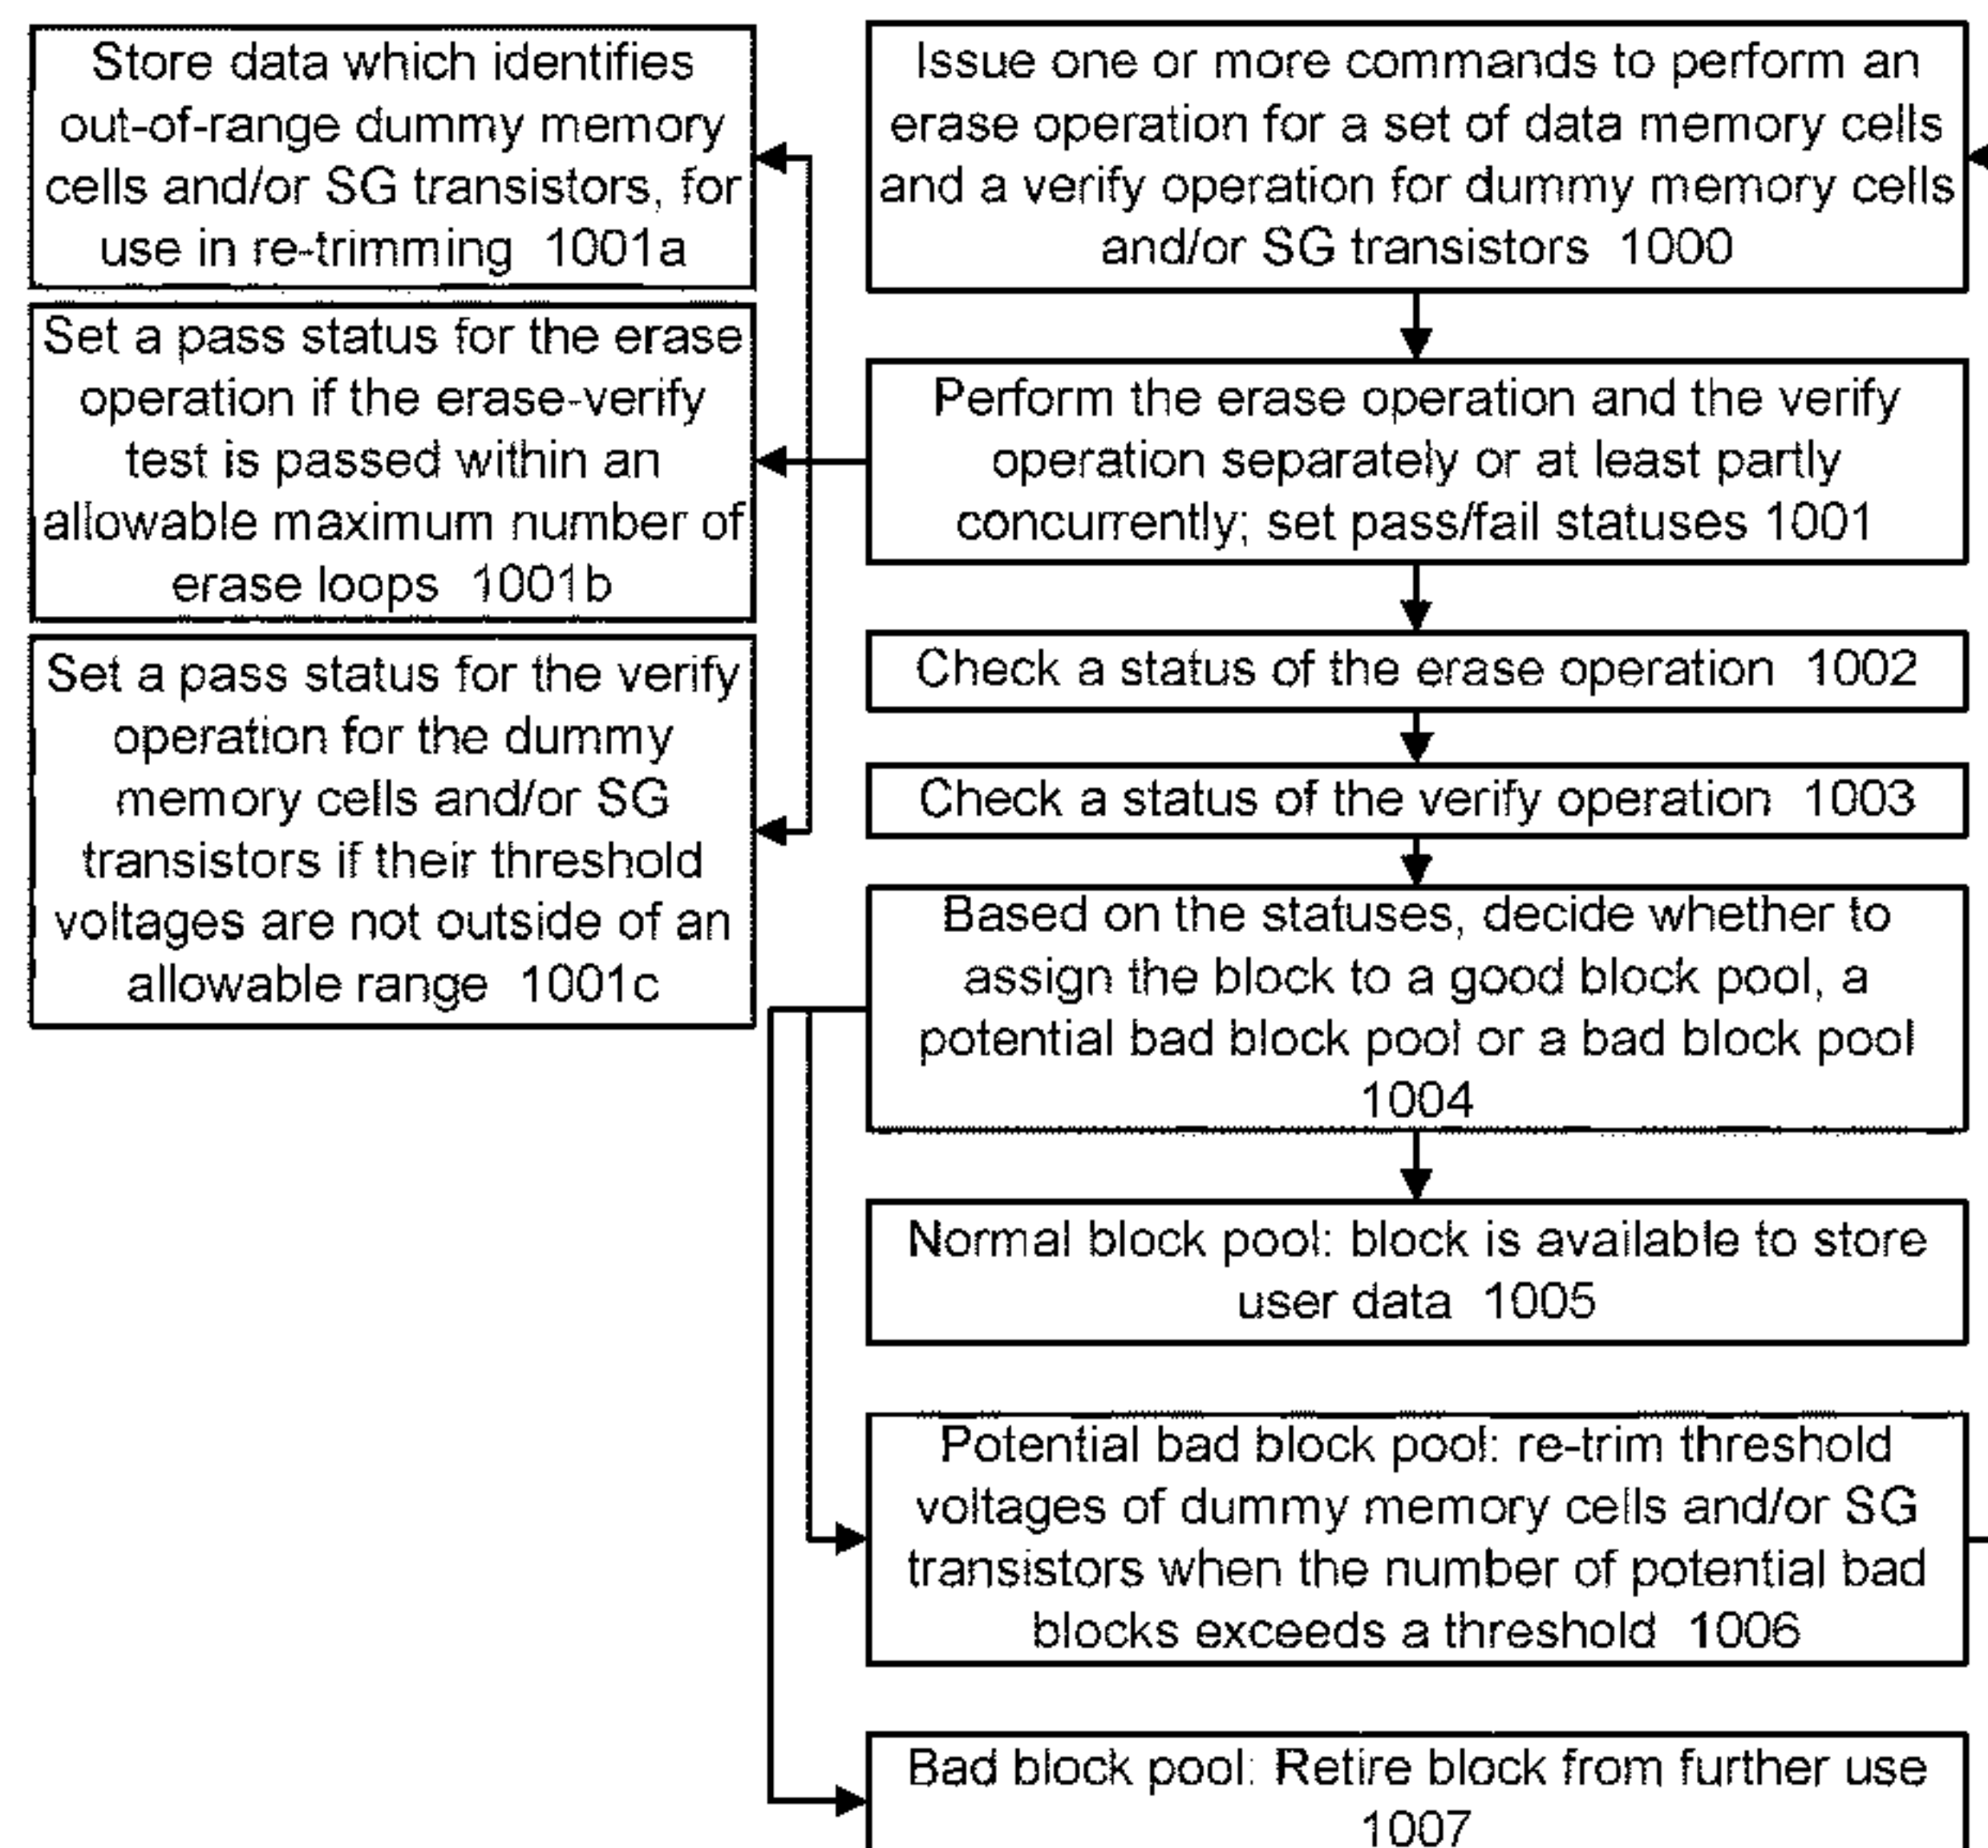 Store data which identifies
out-of-range dummy memory
cells and/or SG transistors, for
use in re-trimming 1001a
Set a pass status for the erase
operation if the erase-verify
test is passed within an
allowable maximum number of
erase loops 1001b
Set a pass status for the verify
operation for the dummy
memory cells and/or SG
transistors if their threshold
voltages are not outside of an
allowable range 1001c
Issue one or more commands to perform an
erase operation for a set of data memory cells
and a verify operation for dummy memory cells
and/or SG transistors 1000
Perform the erase operation and the verify
operation separately or at least partly
concurrently; set pass/fail statuses 1001
Check a status of the erase operation 1002
Check a status of the verify operation 1003
Based on the statuses, decide whether to
assign the block to a good block pool, a
potential bad block pool or a bad block pool
1004
Normal block pool: block is available to store
user data 1005
Potential bad block pool: re-trim threshold
voltages of dummy memory cells and/or SG
transistors when the number of potential bad
blocks exceeds a threshold 1006
Bad block pool: Retire block from further use
1007